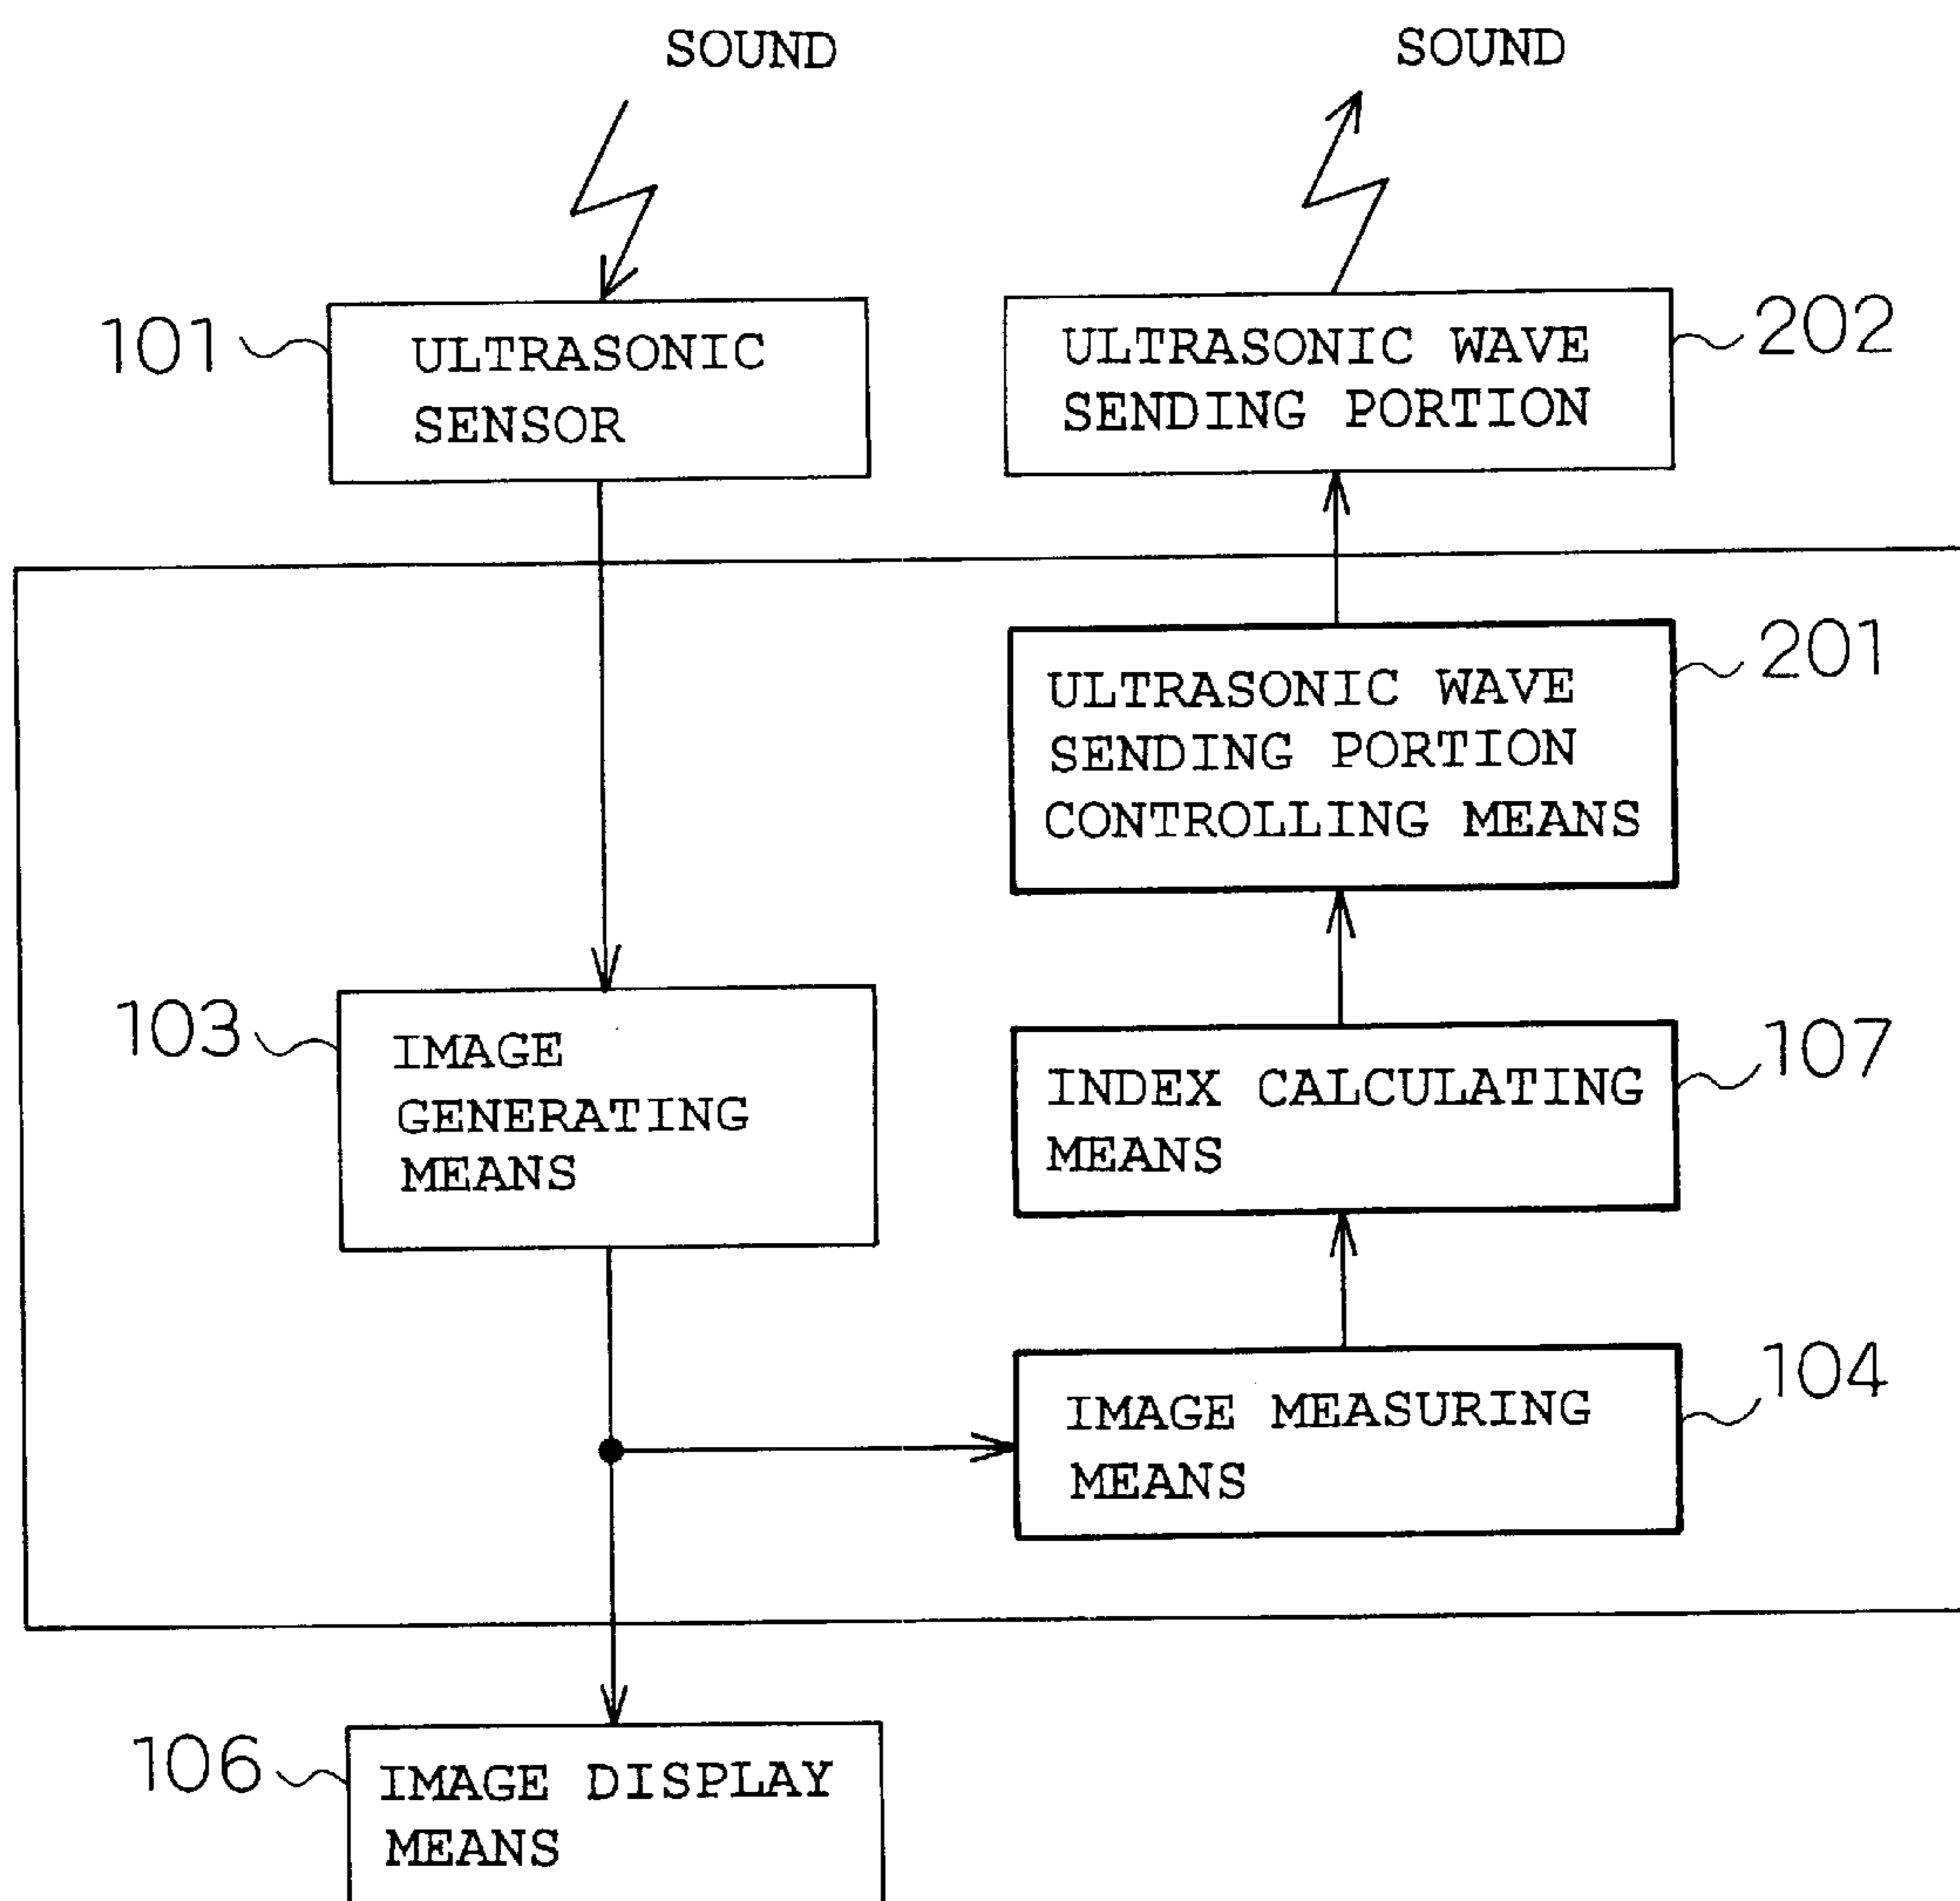 SOUND
SOUND
101
ULTRASONIC
SENSOR
ULTRASONIC WAVE
SENDING PORTION
202
ULTRASONIC WAVE
SENDING PORTION
CONTROLLING MEANS
201
103
IMAGE
GENERATING
MEANS
INDEX CALCULATING
MEANS
107
IMAGE MEASURING
MEANS
104
106
IMAGE DISPLAY
MEANS